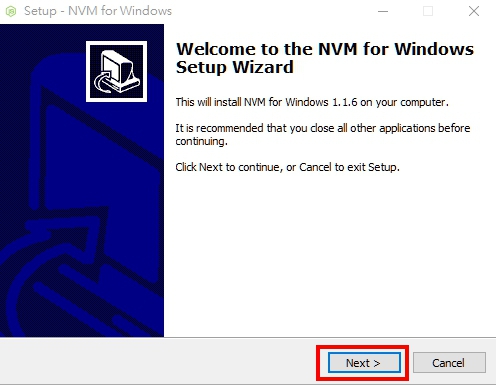 Setup - NVM for Windows
Welcome to the NVM for Windows
Setup Wizard
This will install NVM for Windows 1.1.6 on your computer.
It is recommended that you close all other applications before
continuing.
Click Next to continue, or Cancel to exit Setup.
Next >
Cancel